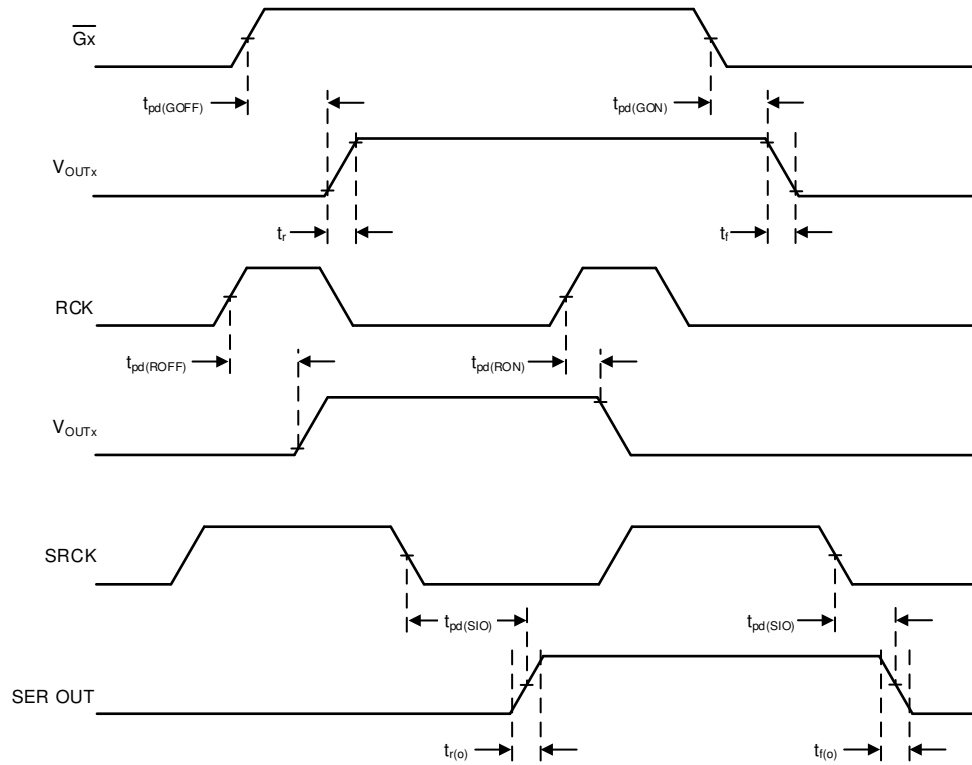 G̅x̅
tpd(GOFF) tpd(GON)
VOUTx
tr tf
RCK
tpd(ROFF) tpd(RON)
VOUTx
SRCK
tpd(SIO) tpd(SIO)
SER OUT
tr(o) tf(o)